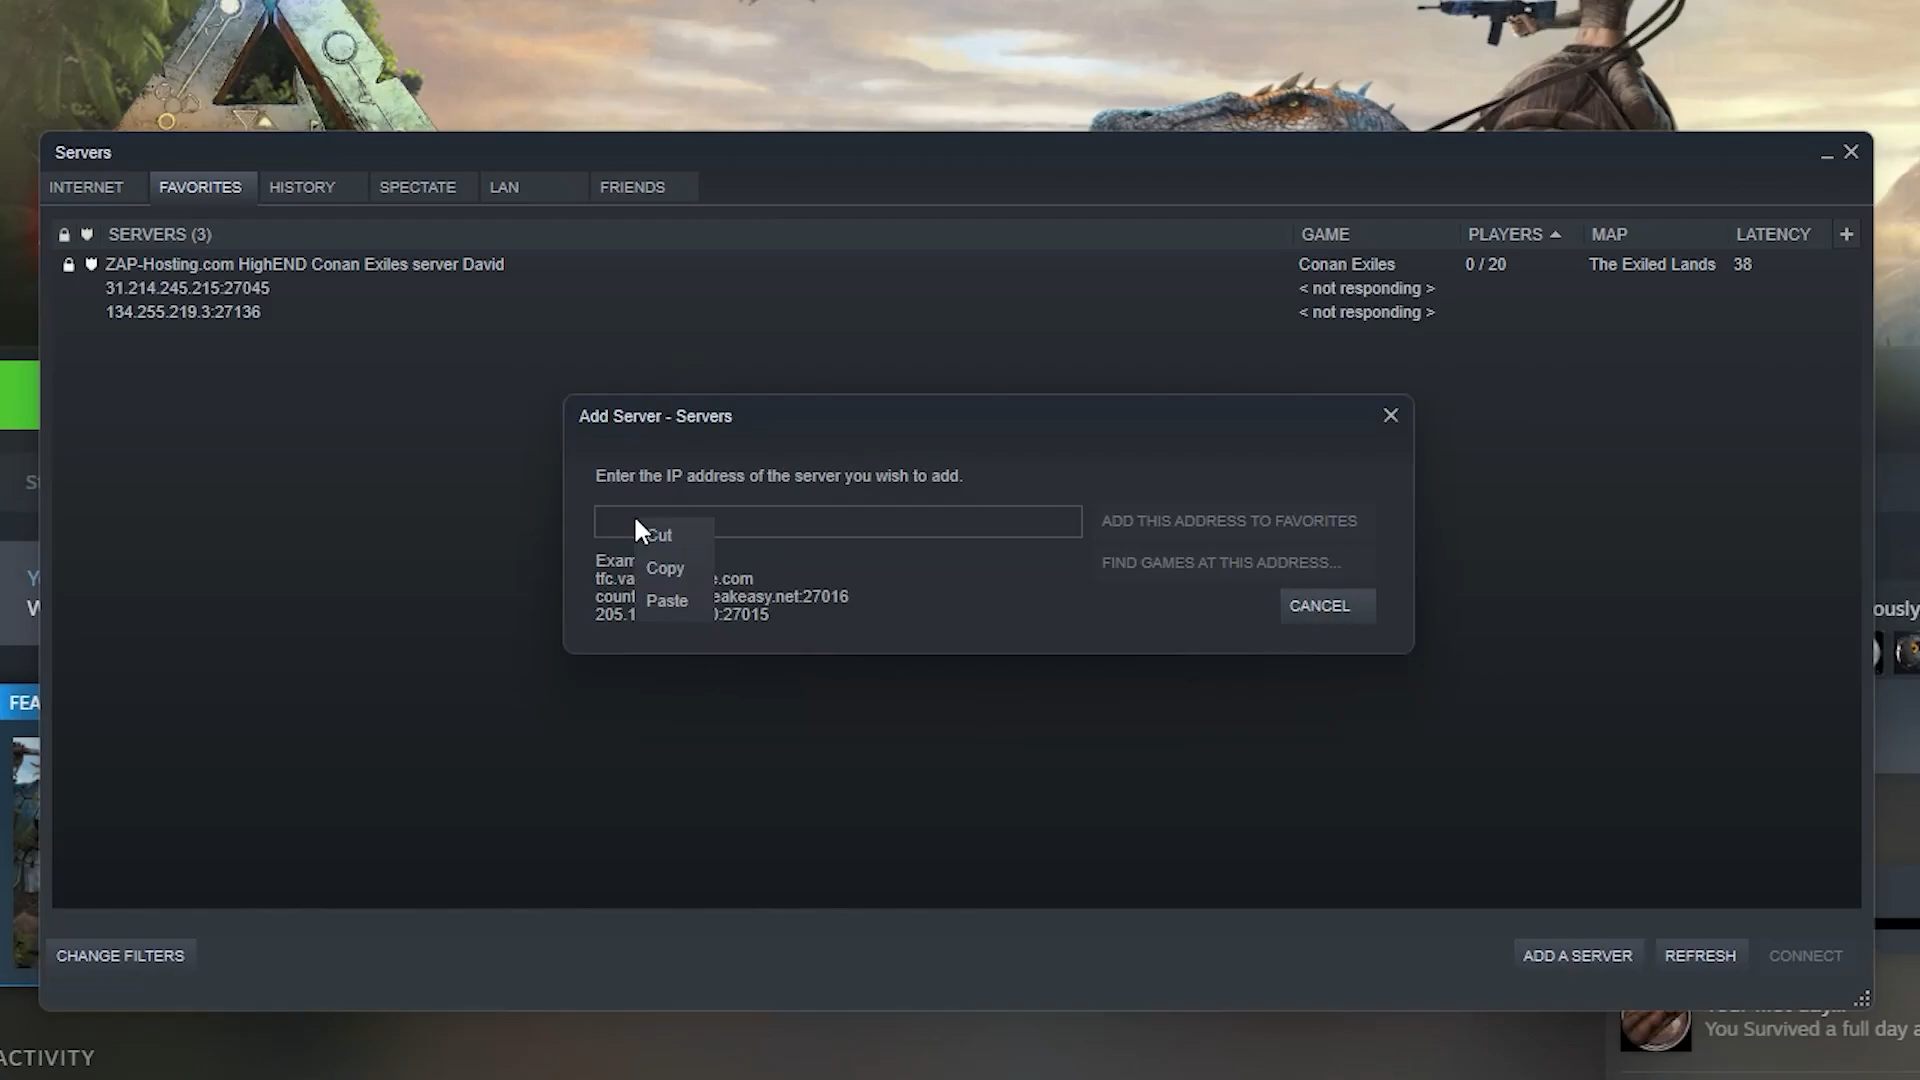 Servers
INTERNET FAVORITES HISTORY SPECTATE LAN FRIENDS
SERVERS (3) GAME PLAYERS MAP LATENCY +
ZAP-Hosting.com HighEND Conan Exiles server David Conan Exiles 0 / 20 The Exiled Lands 38
31.214.245.215:27045 < not responding >
134.255.219.3:27136 < not responding >
Add Server - Servers
Enter the IP address of the server you wish to add.
ADD THIS ADDRESS TO FAVORITES
Cut
Copy
Paste
FIND GAMES AT THIS ADDRESS...
.com
eakeasy.net:27016
:27015
CANCEL
ously
FEA
CHANGE FILTERS ADD A SERVER REFRESH CONNECT
You Survived a full day a
ACTIVITY